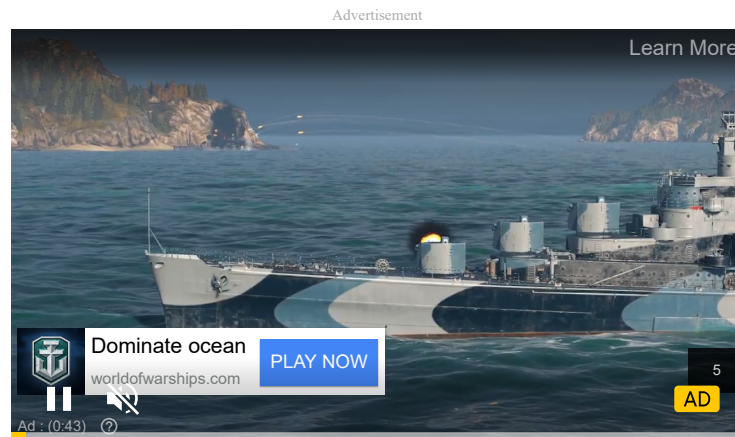 Advertisement
Learn More
Dominate ocean
PLAY NOW
worldofwarships.com
5
AD
Ad : (0:43) ?